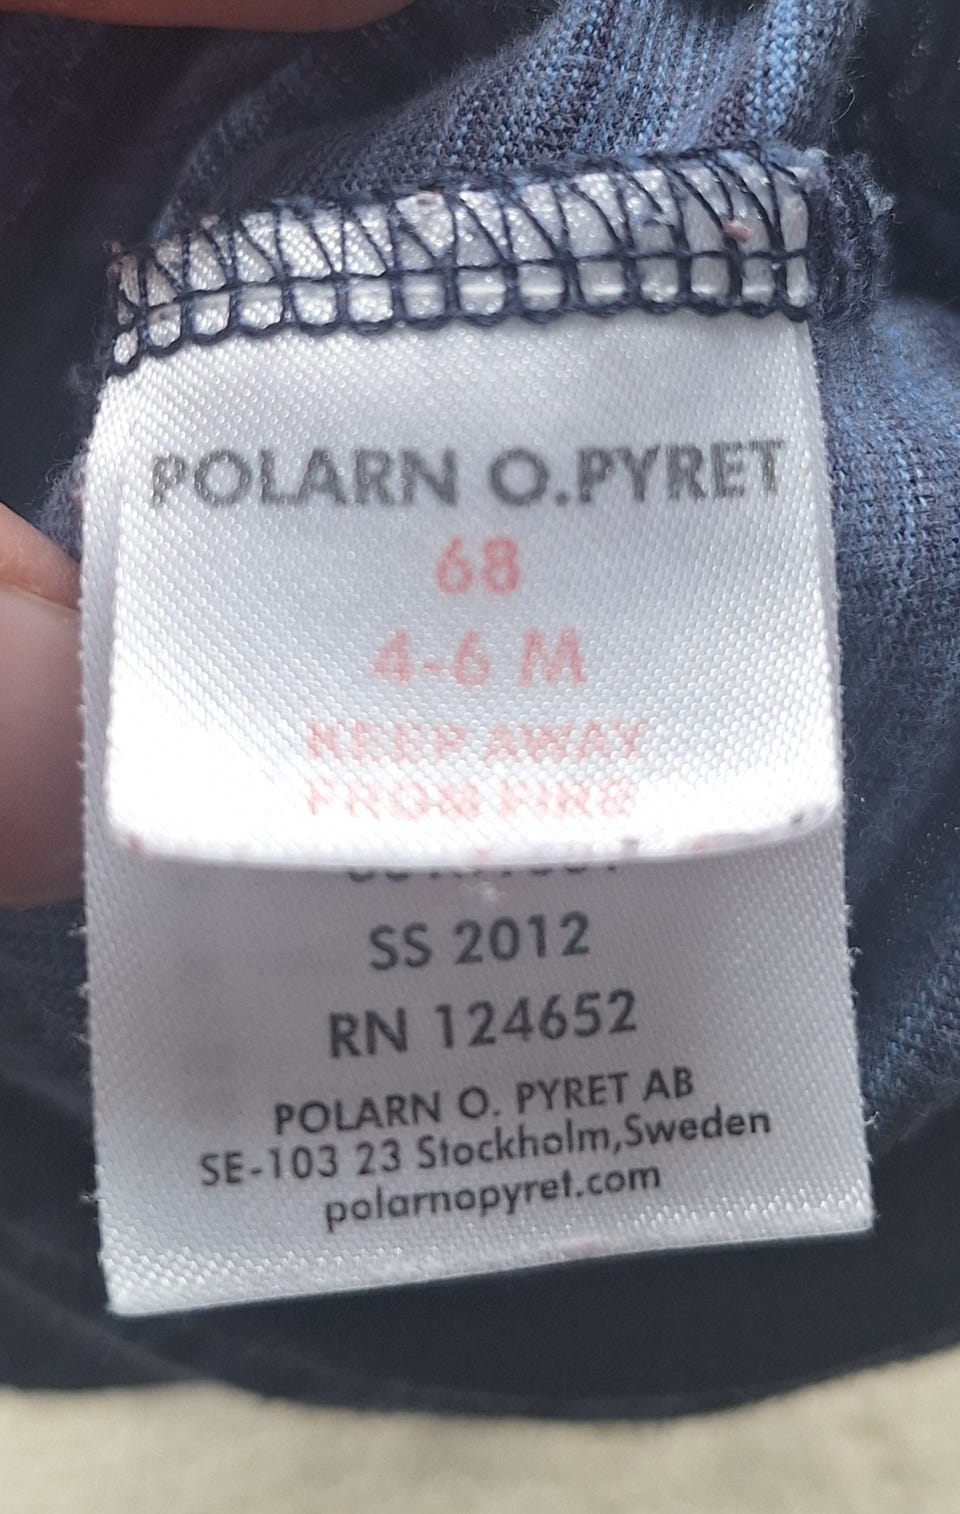 POLARN O.PYRET
68
4-6 M
KEEP AWAY
FROM FIRE
SS 2012
RN 124652
POLARN O. PYRET AB
SE-103 23 Stockholm,Sweden
polarnopyret.com